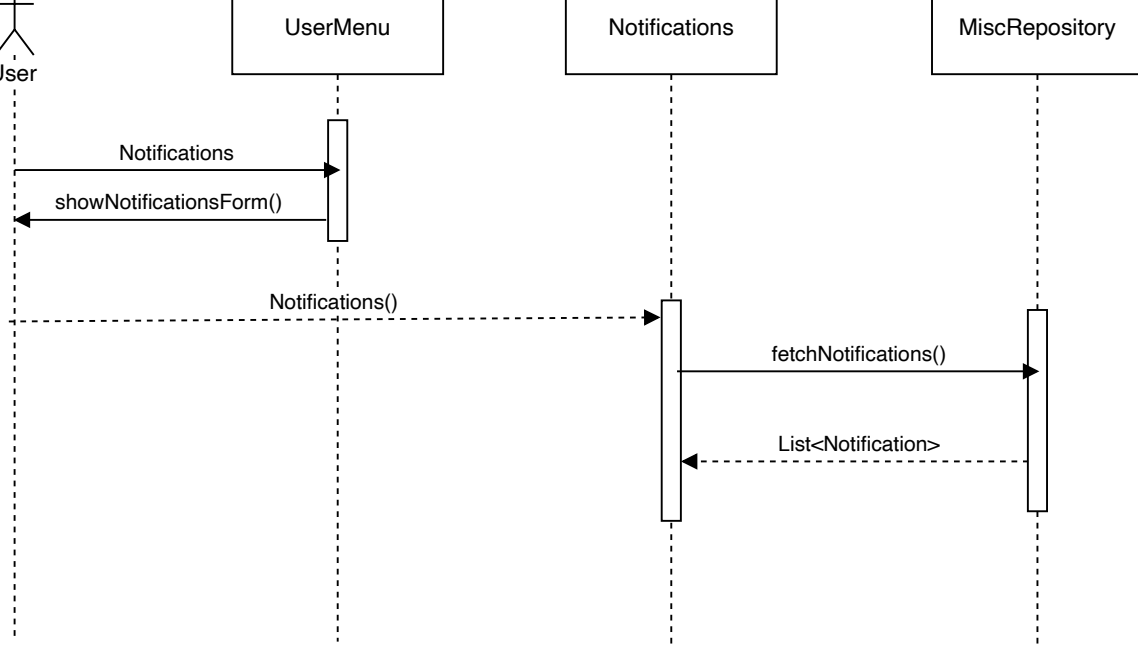 UserMenu
Notifications
MiscRepository
User
Notifications
showNotificationsForm()
Notifications()
fetchNotifications()
List<Notification>